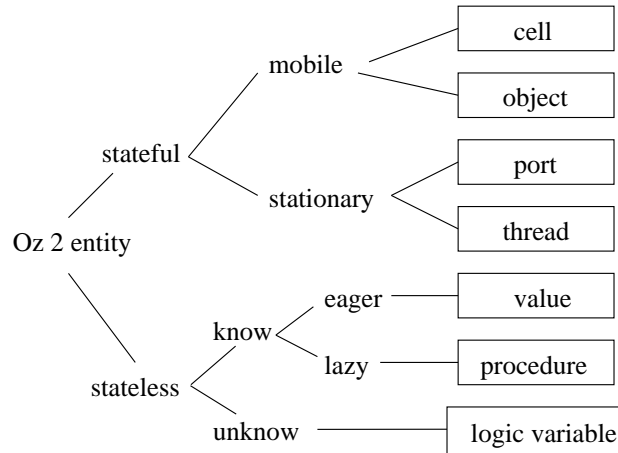 cell
mobile
object
stateful
port
stationary
thread
Oz 2 entity
eager
value
know
lazy
procedure
stateless
unknow
logic variable